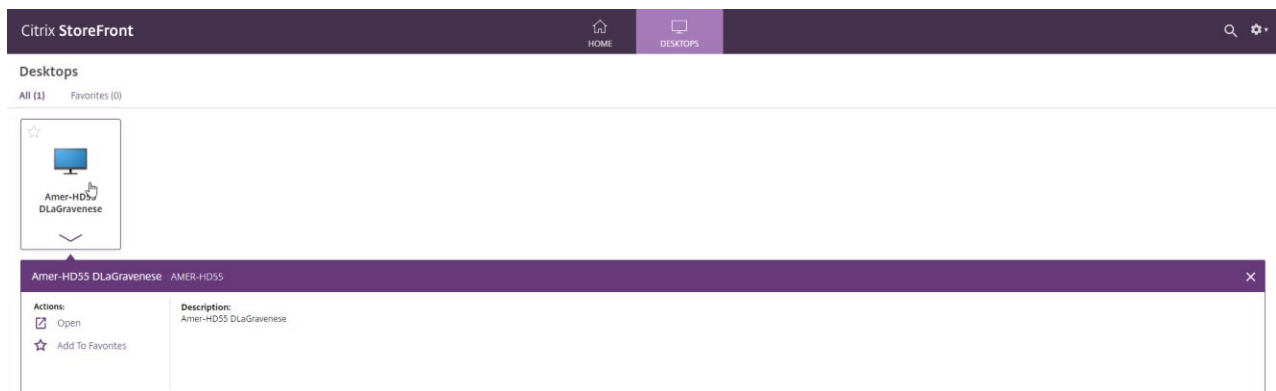 Citrix StoreFront
HOME
DESKTOPS
Desktops
All (1) Favorites (0)
Amer-HD55
DLaGravenese
Amer-HD55 DLaGravenese AMER-HD55
Actions:
Open
Add To Favorites
Description:
Amer-HD55 DLaGravenese